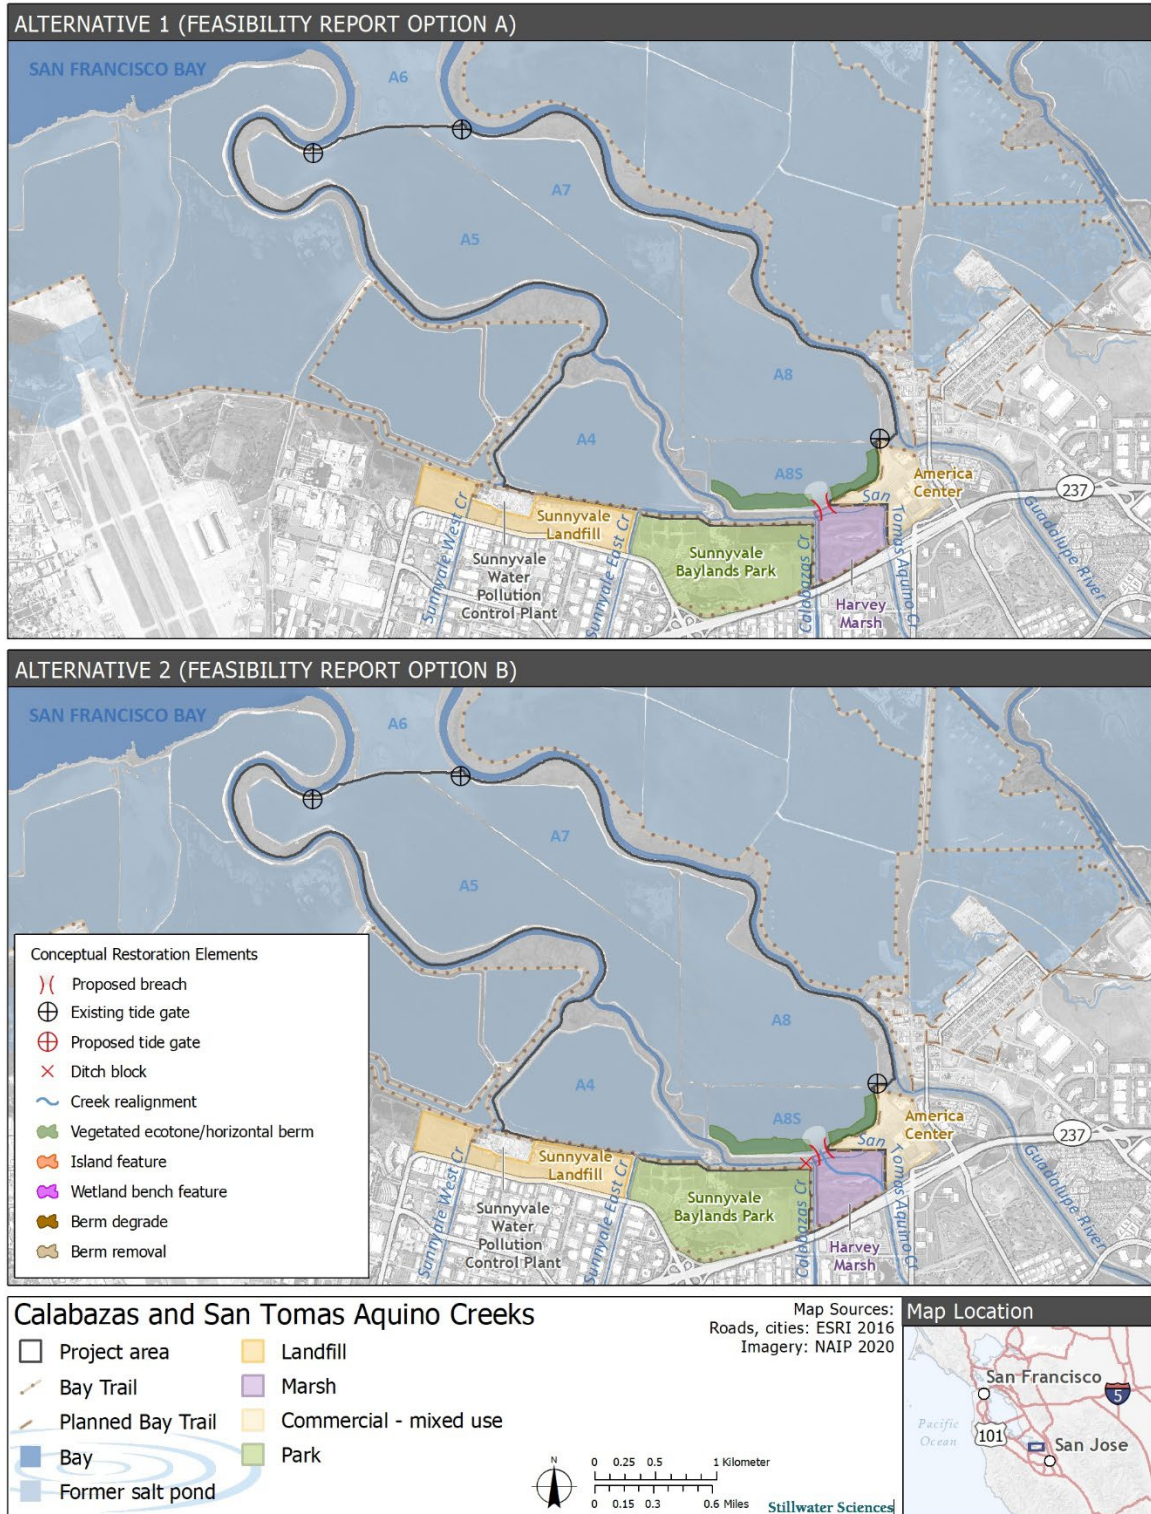 ALTERNATIVE 1 (FEASIBILITY REPORT OPTION A)
SAN FRANCISCO BAY
A6
A7
A5
A8
A4
A8S
San Tomas Aquino Cr
America
Center
237
Guadalupe River
Sunnyvale West Cr
Sunnyvale
Landfill
Sunnyvale East Cr
Sunnyvale
Water
Pollution
Control Plant
Sunnyvale
Baylands Park
Calabazas Cr
Harvey
Marsh
ALTERNATIVE 2 (FEASIBILITY REPORT OPTION B)
SAN FRANCISCO BAY
A6
A7
A5
A8
A4
A8S
San Tomas Aquino Cr
America
Center
237
Guadalupe River
Sunnyvale West Cr
Sunnyvale
Landfill
Sunnyvale East Cr
Sunnyvale
Water
Pollution
Control Plant
Sunnyvale
Baylands Park
Calabazas Cr
Harvey
Marsh
Conceptual Restoration Elements
Proposed breach
Existing tide gate
Proposed tide gate
Ditch block
Creek realignment
Vegetated ecotone/horizontal berm
Island feature
Wetland bench feature
Berm degrade
Berm removal
Calabazas and San Tomas Aquino Creeks
Project area
Bay Trail
Planned Bay Trail
Bay
Former salt pond
Landfill
Marsh
Commercial - mixed use
Park
Map Sources:
Roads, cities: ESRI 2016
Imagery: NAIP 2020
N
0 0.25 0.5 1 Kilometer
0 0.15 0.3 0.6 Miles
Stillwater Sciences
Map Location
San Francisco
5
Pacific
Ocean
101
San Jose